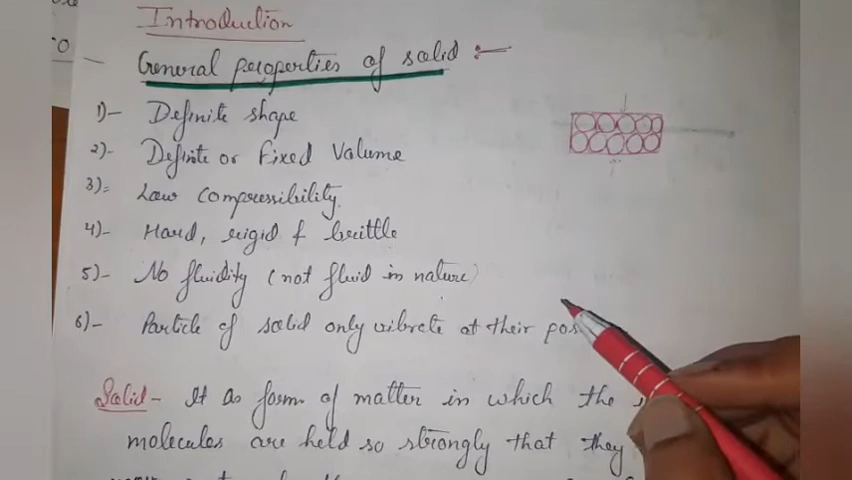 Introduction
General properties of solid :-
1)- Definite shape
2)- Definite or fixed Volume
3)- Low compressibility
4)- Hard, rigid & brittle
5)- No fluidity (not fluid in nature)
6)- Particle of solid only vibrate at their
Solid- It is form of matter in which the
molecules are held so strongly that they